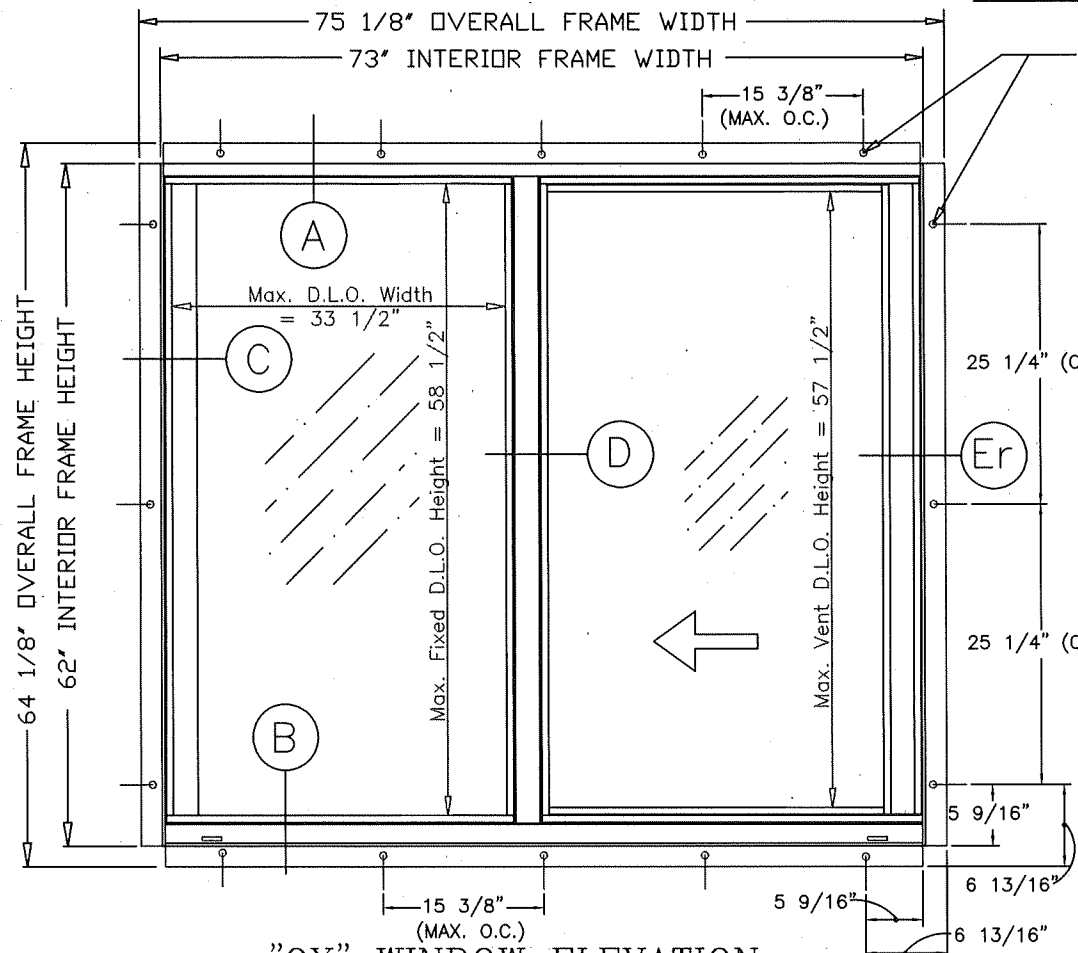 75 1/8" OVERALL FRAME WIDTH
73" INTERIOR FRAME WIDTH
15 3/8"
(MAX. O.C.)
A
Max. D.L.O. Width
= 33 1/2"
C
64 1/8" OVERALL FRAME HEIGHT
62" INTERIOR FRAME HEIGHT
Max. Fixed D.L.O. Height = 58 1/2"
D
Max. Vent D.L.O. Height = 57 1/2"
25 1/4"
Er
25 1/4"
B
5 9/16"
6 13/16"
15 3/8"
(MAX. O.C.)
5 9/16"
6 13/16"
"OX" WINDOW ELEVATION